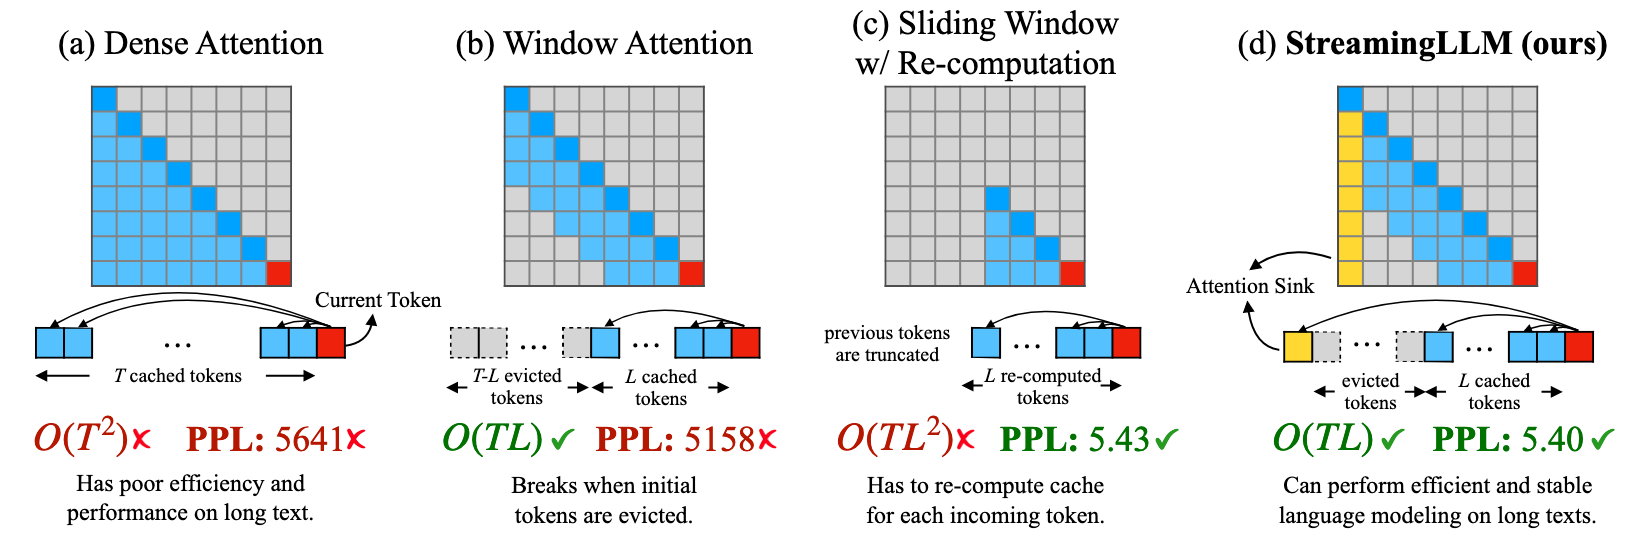 (a) Dense Attention
Current Token
...
T cached tokens
O(T²)✗ PPL: 5641✗
Has poor efficiency and
performance on long text.
(b) Window Attention
... ...
T-L evicted
tokens
L cached
tokens
O(TL)✓ PPL: 5158✗
Breaks when initial
tokens are evicted.
(c) Sliding Window
w/ Re-computation
previous tokens
are truncated
...
L re-computed
tokens
O(TL²)✗ PPL: 5.43✓
Has to re-compute cache
for each incoming token.
(d) StreamingLLM (ours)
Attention Sink
... ...
evicted
tokens
L cached
tokens
O(TL)✓ PPL: 5.40✓
Can perform efficient and stable
language modeling on long texts.